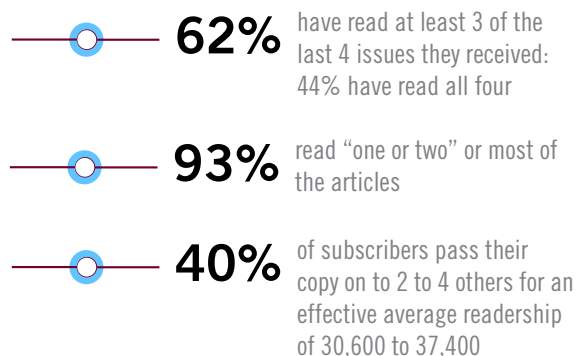 62% have read at least 3 of the
last 4 issues they received:
44% have read all four
93% read “one or two” or most of
the articles
40% of subscribers pass their
copy on to 2 to 4 others for an
effective average readership
of 30,600 to 37,400